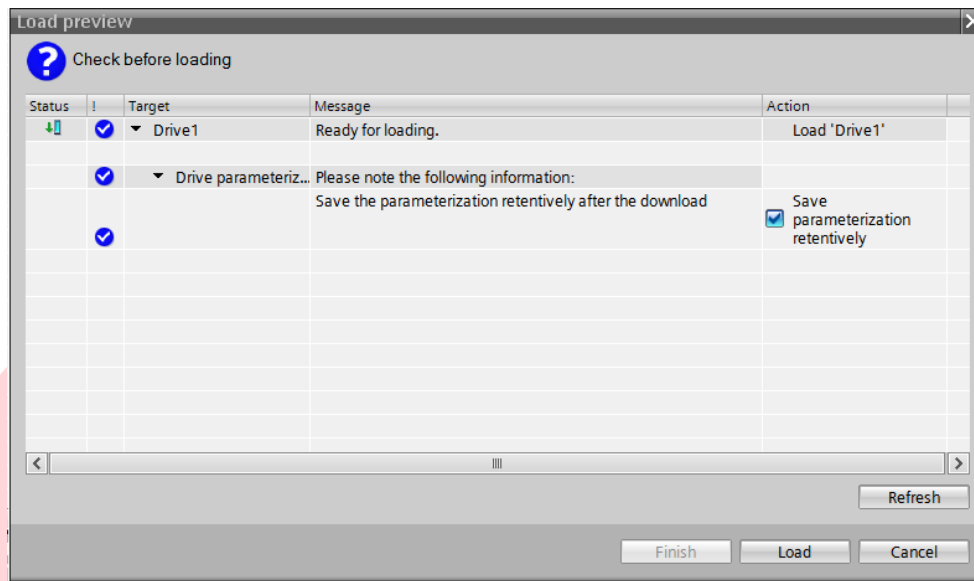 Load preview
Check before loading
Status ! Target Message Action
Drive1 Ready for loading. Load 'Drive1'
Drive parameteriz... Please note the following information:
Save the parameterization retentively after the download Save
parameterization
retentively
Refresh
Finish Load Cancel